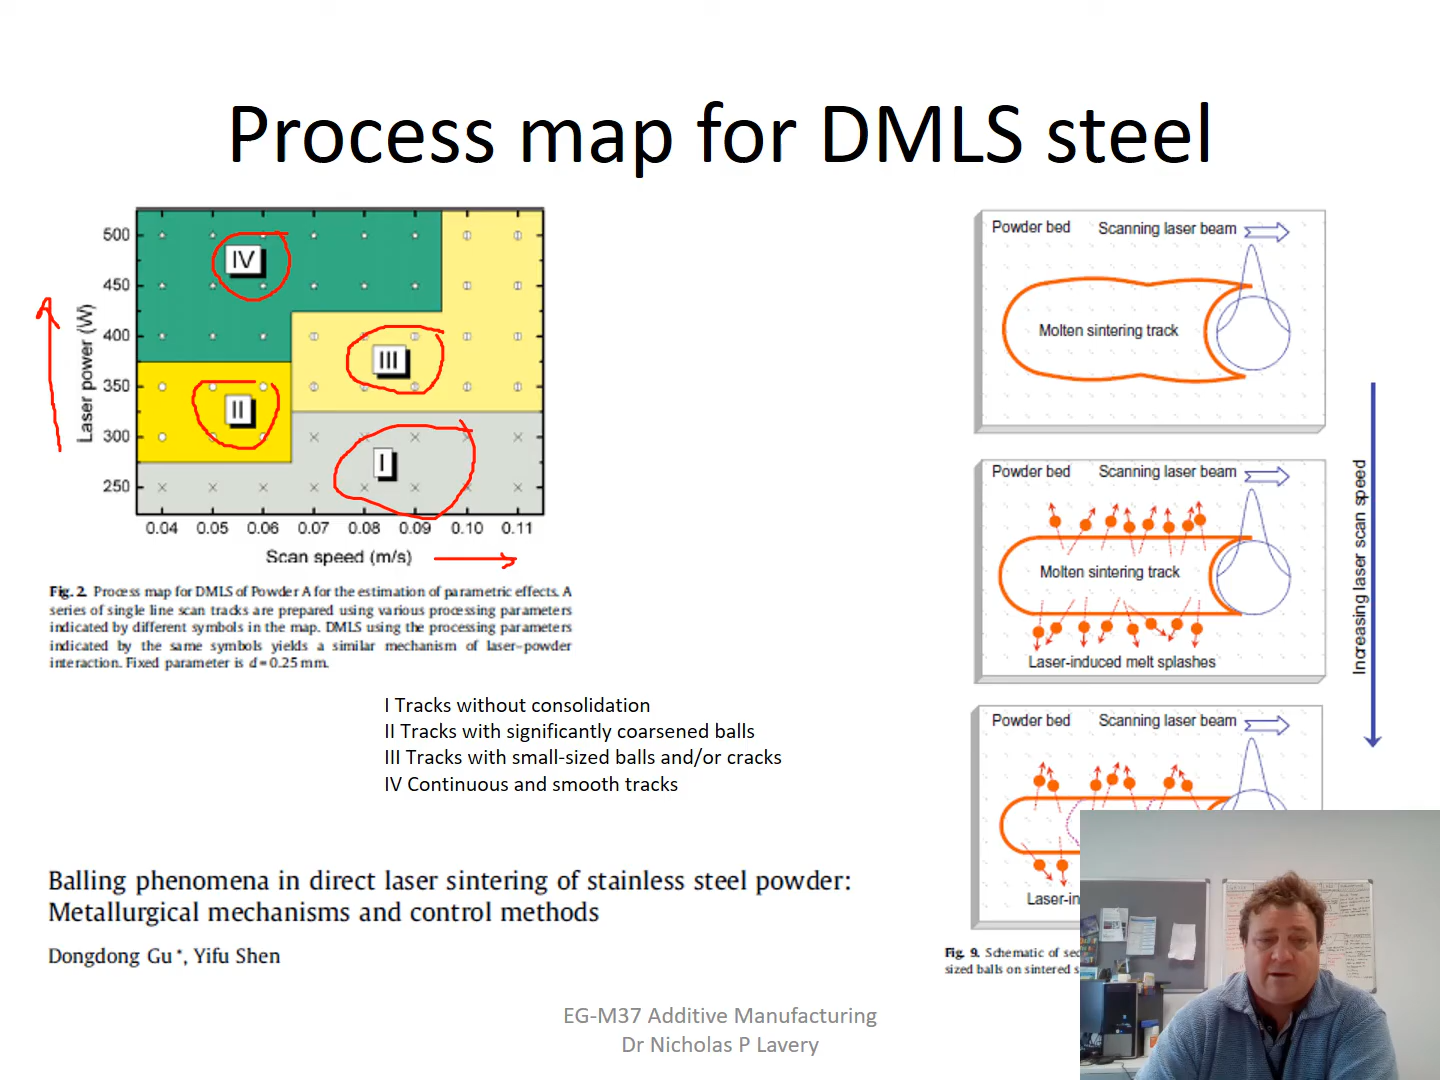 Process map for DMLS steel
500
450
400
350
300
250
Laser power (W)
IV
III
II
I
0.04 0.05 0.06 0.07 0.08 0.09 0.10 0.11
Scan speed (m/s)
Fig. 2. Process map for DMLS of Powder A for the estimation of parametric effects. A
series of single line scan tracks are prepared using various processing parameters
indicated by different symbols in the map. DMLS using the processing parameters
indicated by the same symbols yields a similar mechanism of laser–powder
interaction. Fixed parameter is d=0.25 mm.
I Tracks without consolidation
II Tracks with significantly coarsened balls
III Tracks with small-sized balls and/or cracks
IV Continuous and smooth tracks
Balling phenomena in direct laser sintering of stainless steel powder:
Metallurgical mechanisms and control methods
Dongdong Gu *, Yifu Shen
Powder bed Scanning laser beam
Molten sintering track
Powder bed Scanning laser beam
Molten sintering track
Laser-induced melt splashes
Powder bed Scanning laser beam
Laser-in
Increasing laser scan speed
Fig. 9. Schematic of sec
sized balls on sintered s
EG-M37 Additive Manufacturing
Dr Nicholas P Lavery